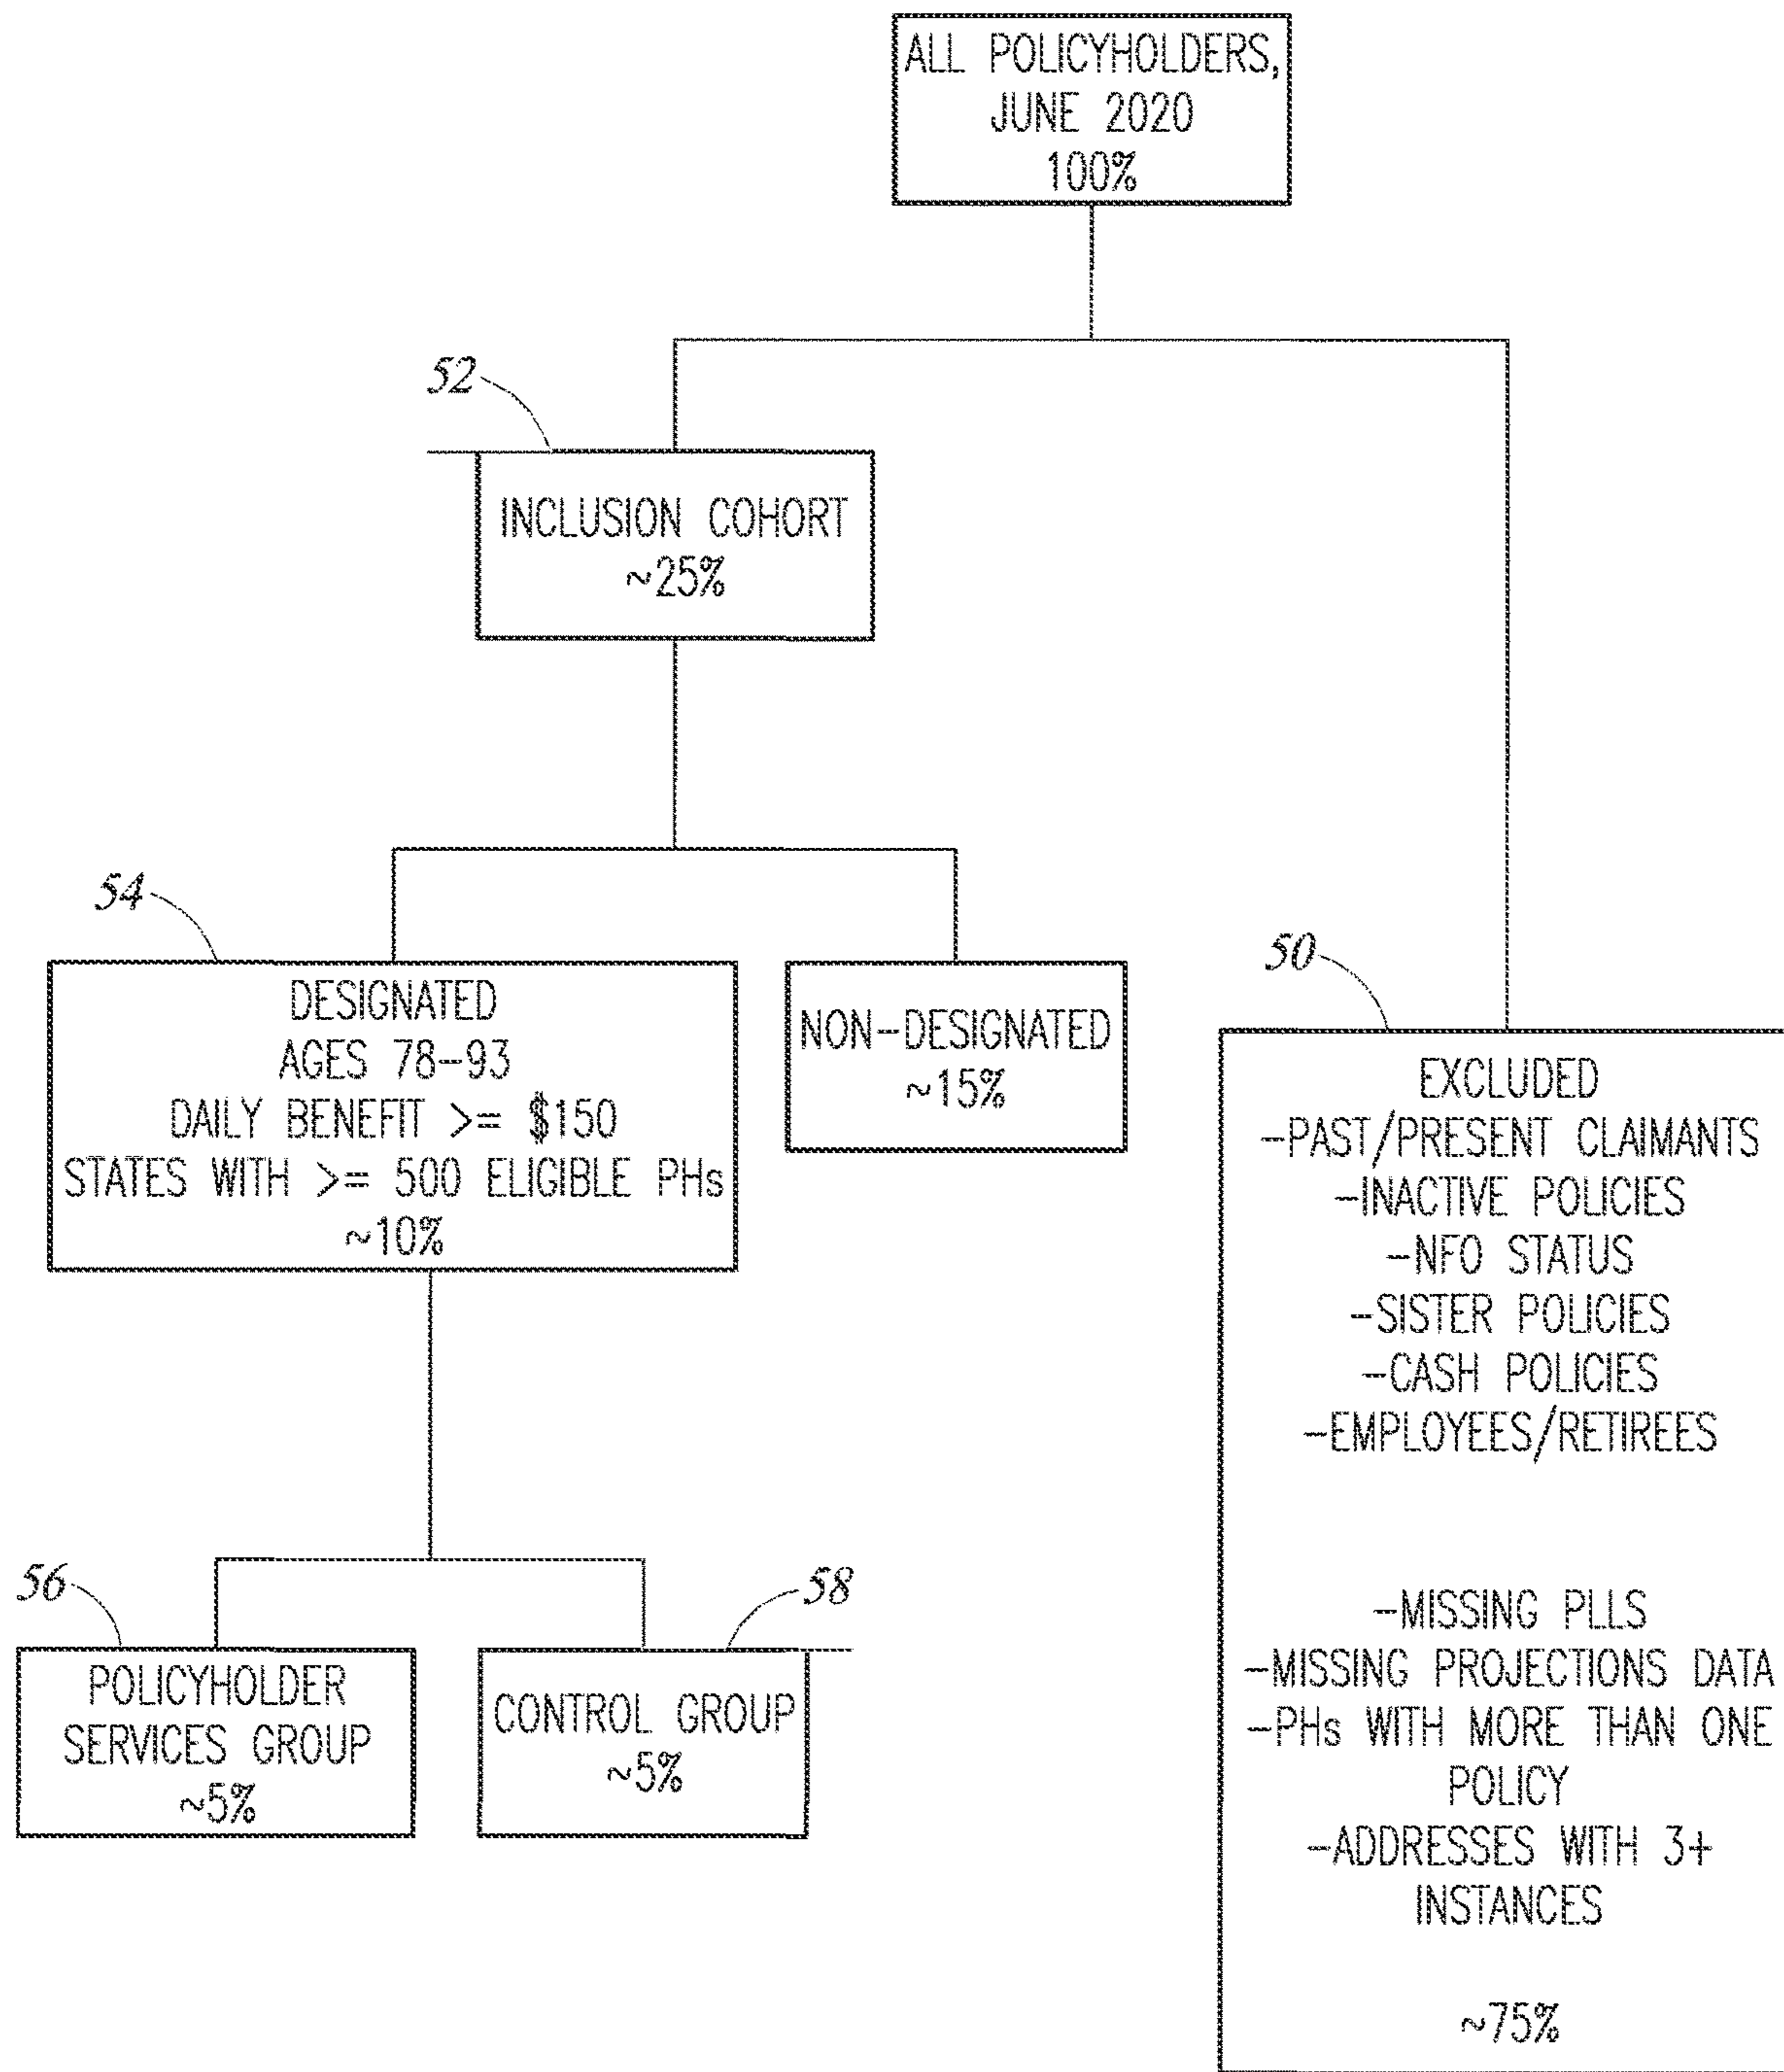 ALL POLICYHOLDERS,
JUNE 2020
100%
52
INCLUSION COHORT
~25%
54
DESIGNATED
AGES 78-93
DAILY BENEFIT >= $150
STATES WITH >= 500 ELIGIBLE PHs
~10%
NON-DESIGNATED
~15%
50
EXCLUDED
-PAST/PRESENT CLAIMANTS
-INACTIVE POLICIES
-NFO STATUS
-SISTER POLICIES
-CASH POLICIES
-EMPLOYEES/RETIREES
-MISSING PLLS
-MISSING PROJECTIONS DATA
-PHs WITH MORE THAN ONE
POLICY
-ADDRESSES WITH 3+
INSTANCES
~75%
56
POLICYHOLDER
SERVICES GROUP
~5%
58
CONTROL GROUP
~5%